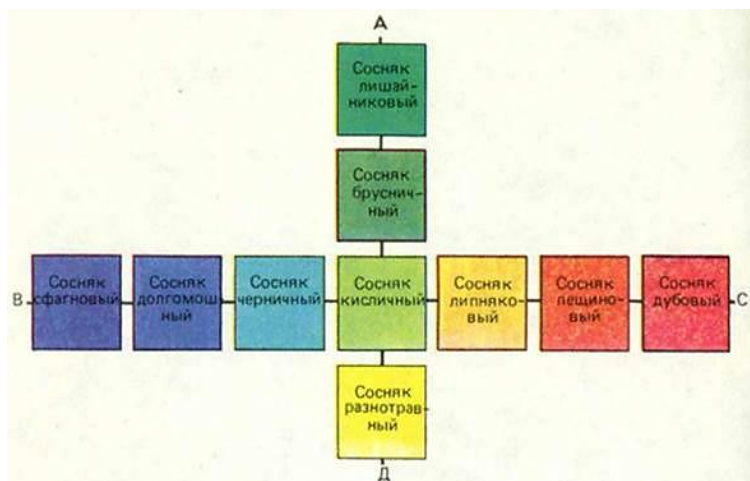 А
Сосняк
лишай-
никовый
Сосняк
бруснич-
ный
В
Сосняк
сфагновый
Сосняк
долгомош-
ный
Сосняк
черничный
Сосняк
кисличный
Сосняк
липняко-
вый
Сосняк
лещино-
вый
Сосняк
дубовый
С
Сосняк
разнотрав-
ный
Д